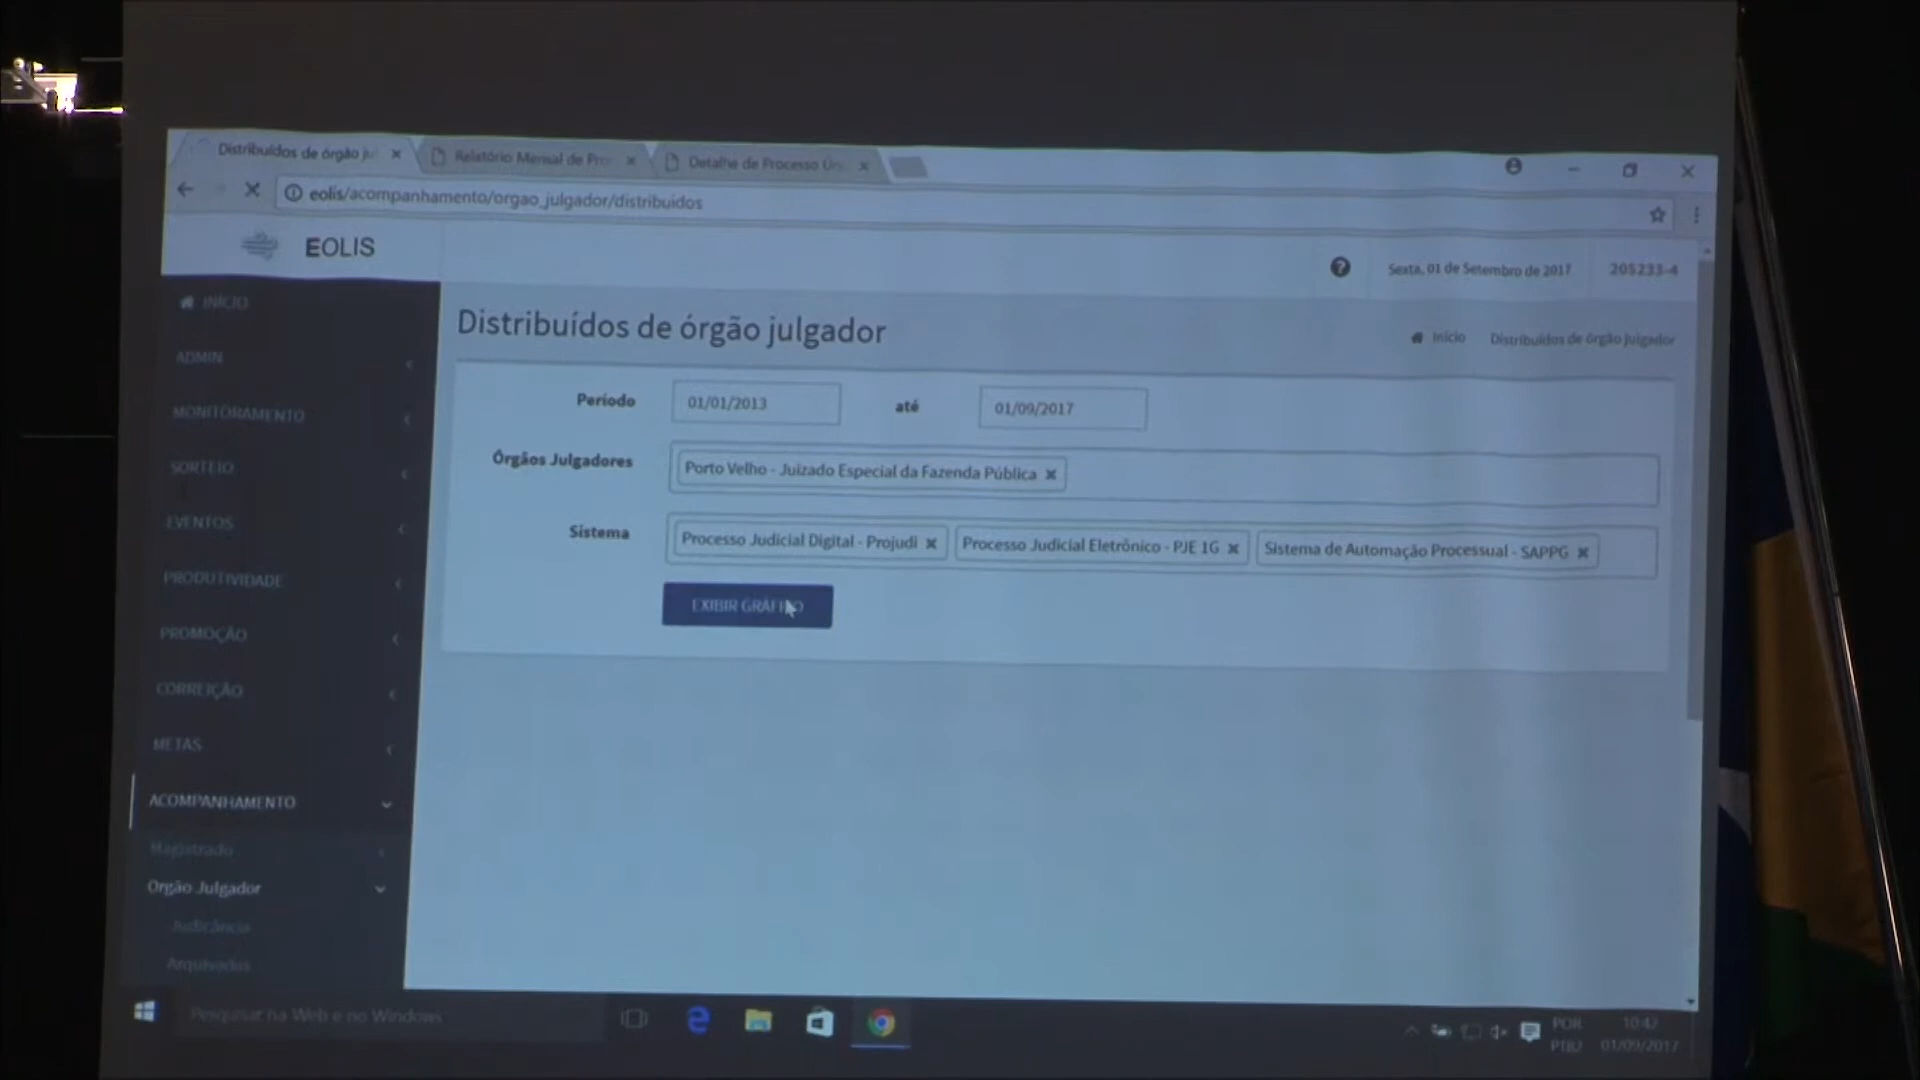 Distribuídos de órgão ju
Relatório Mensal de Pro
Detalhe de Processo Ún
eolis/acompanhamento/orgao_julgador/distribuidos
EOLIS
Sexta, 01 de Setembro de 2017
205233-4
INÍCIO
ADMIN
MONITORAMENTO
SORTEIO
EVENTOS
PRODUTIVIDADE
PROMOÇÃO
CORREIÇÃO
METAS
ACOMPANHAMENTO
Magistrado
Orgão Julgador
Judicância
Arquivados
Distribuídos de órgão julgador
Início Distribuídos de órgão julgador
Período 01/01/2013 até 01/09/2017
Órgãos Julgadores Porto Velho - Juizado Especial da Fazenda Pública
Sistema Processo Judicial Digital - Projudi Processo Judicial Eletrônico - PJE 1G Sistema de Automação Processual - SAPPG
EXIBIR GRÁFICO
Pesquisar na Web e no Windows
POR
PTB2
10:42
01/09/2017